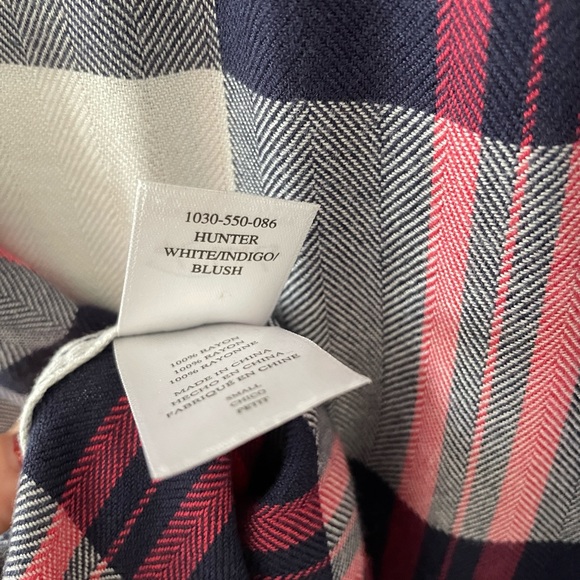 1030-550-086
HUNTER
WHITE/INDIGO/
BLUSH
100% RAYON
100% RAYON
100% RAYONNE
MADE IN CHINA
HECHO EN CHINA
FABRIQUÉ EN CHINE
SMALL
CHICO
PETIT